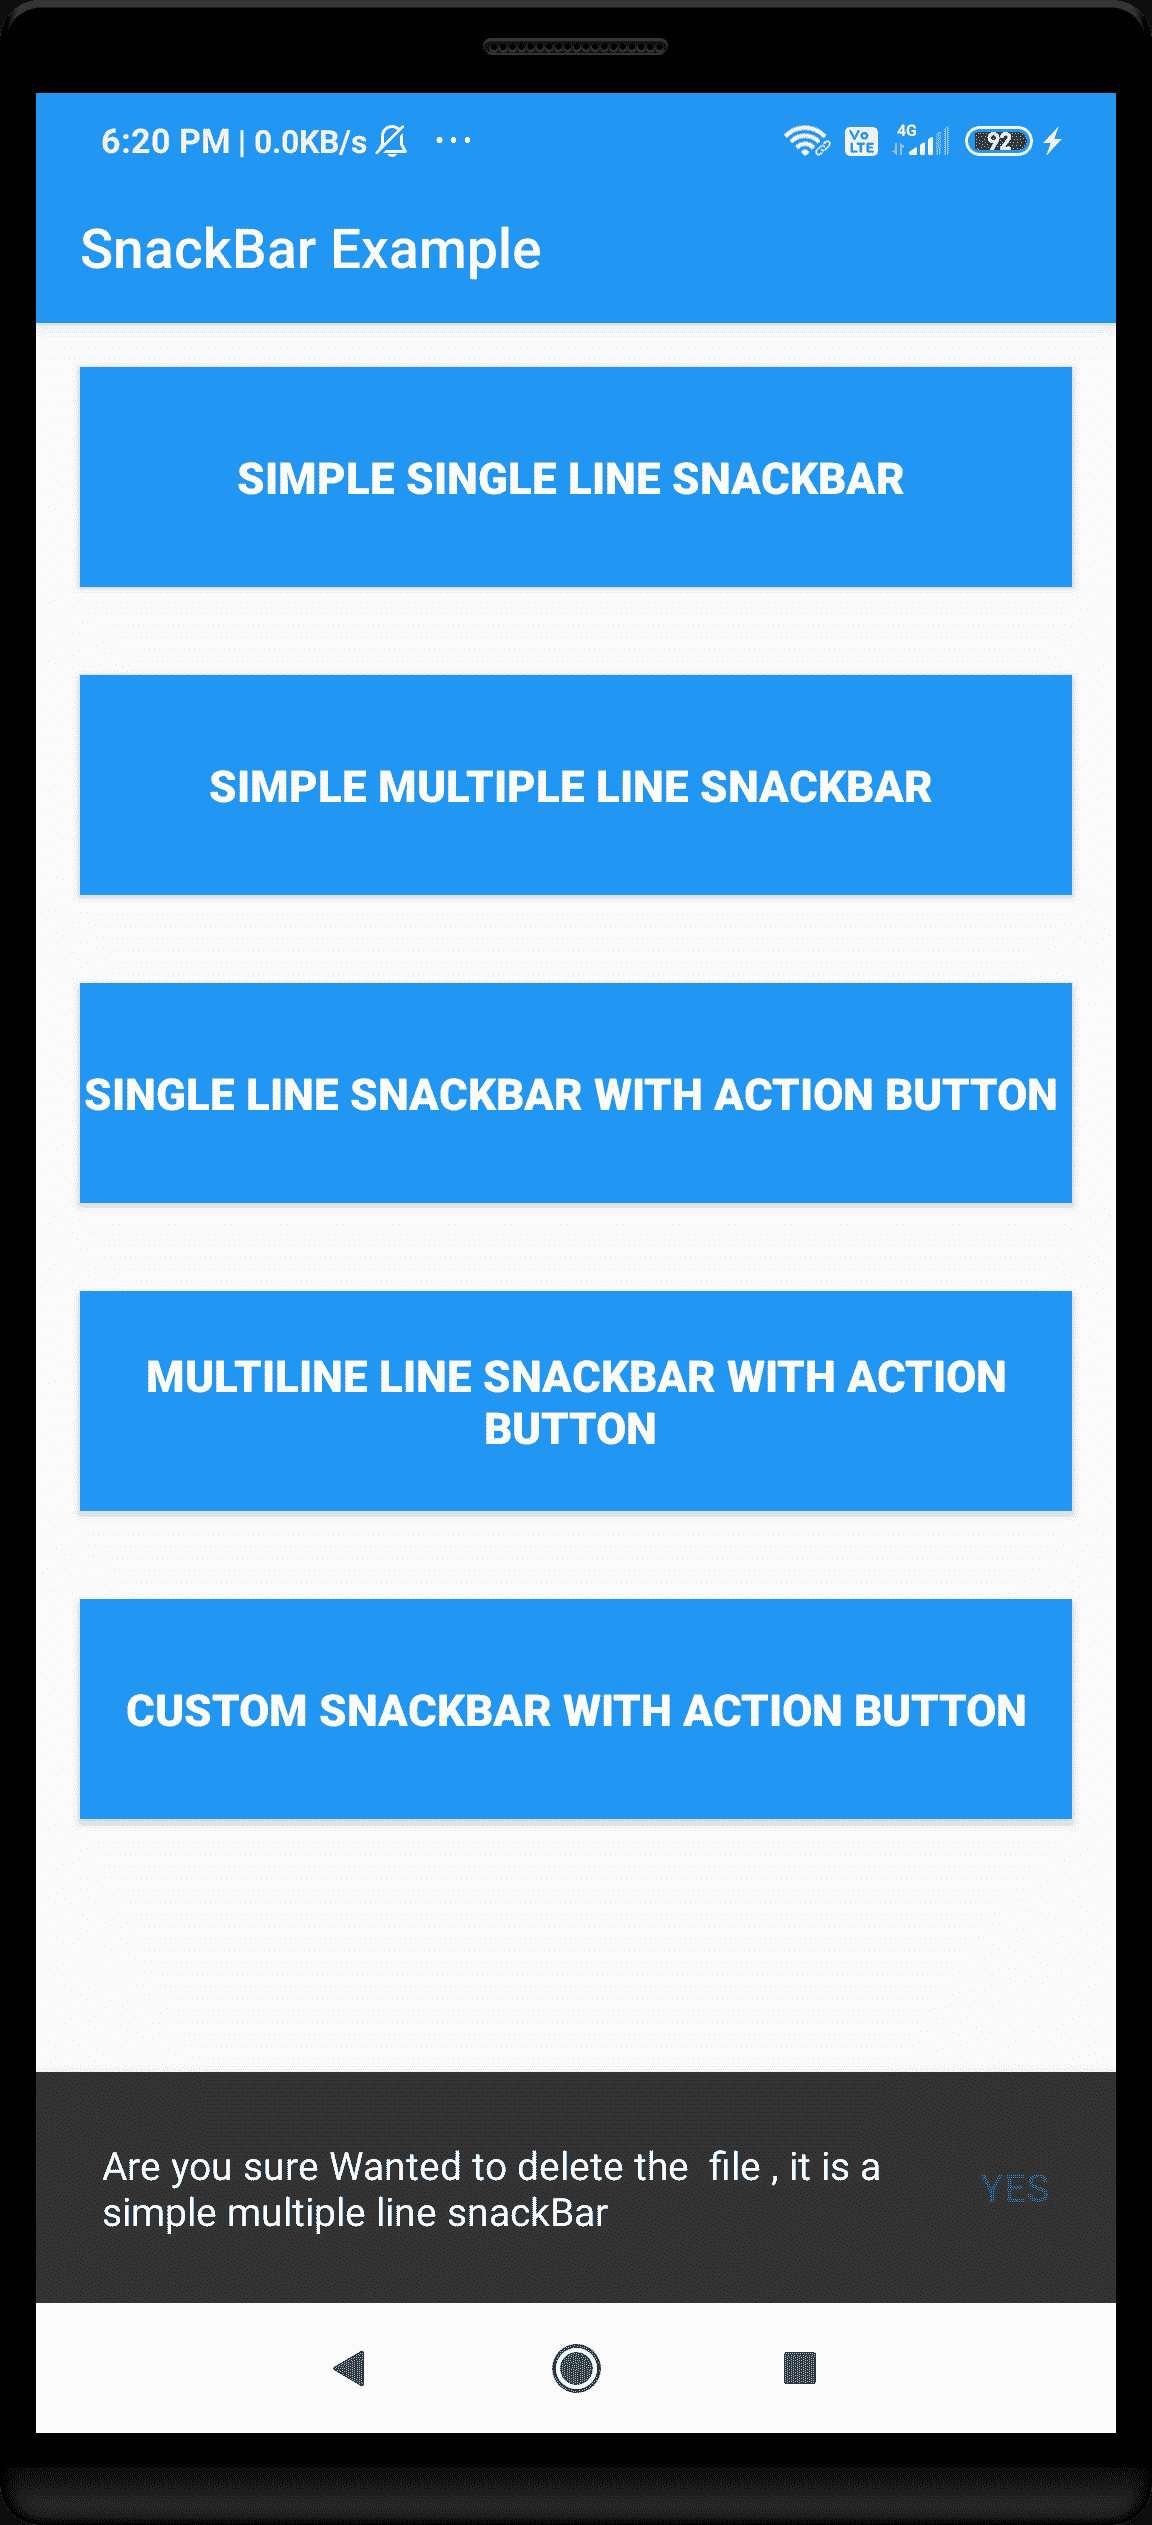 6:20 PM | 0.0KB/s ... Vo LTE 4G 92
SnackBar Example
SIMPLE SINGLE LINE SNACKBAR
SIMPLE MULTIPLE LINE SNACKBAR
SINGLE LINE SNACKBAR WITH ACTION BUTTON
MULTILINE LINE SNACKBAR WITH ACTION
BUTTON
CUSTOM SNACKBAR WITH ACTION BUTTON
Are you sure Wanted to delete the  file , it is a
simple multiple line snackBar
YES